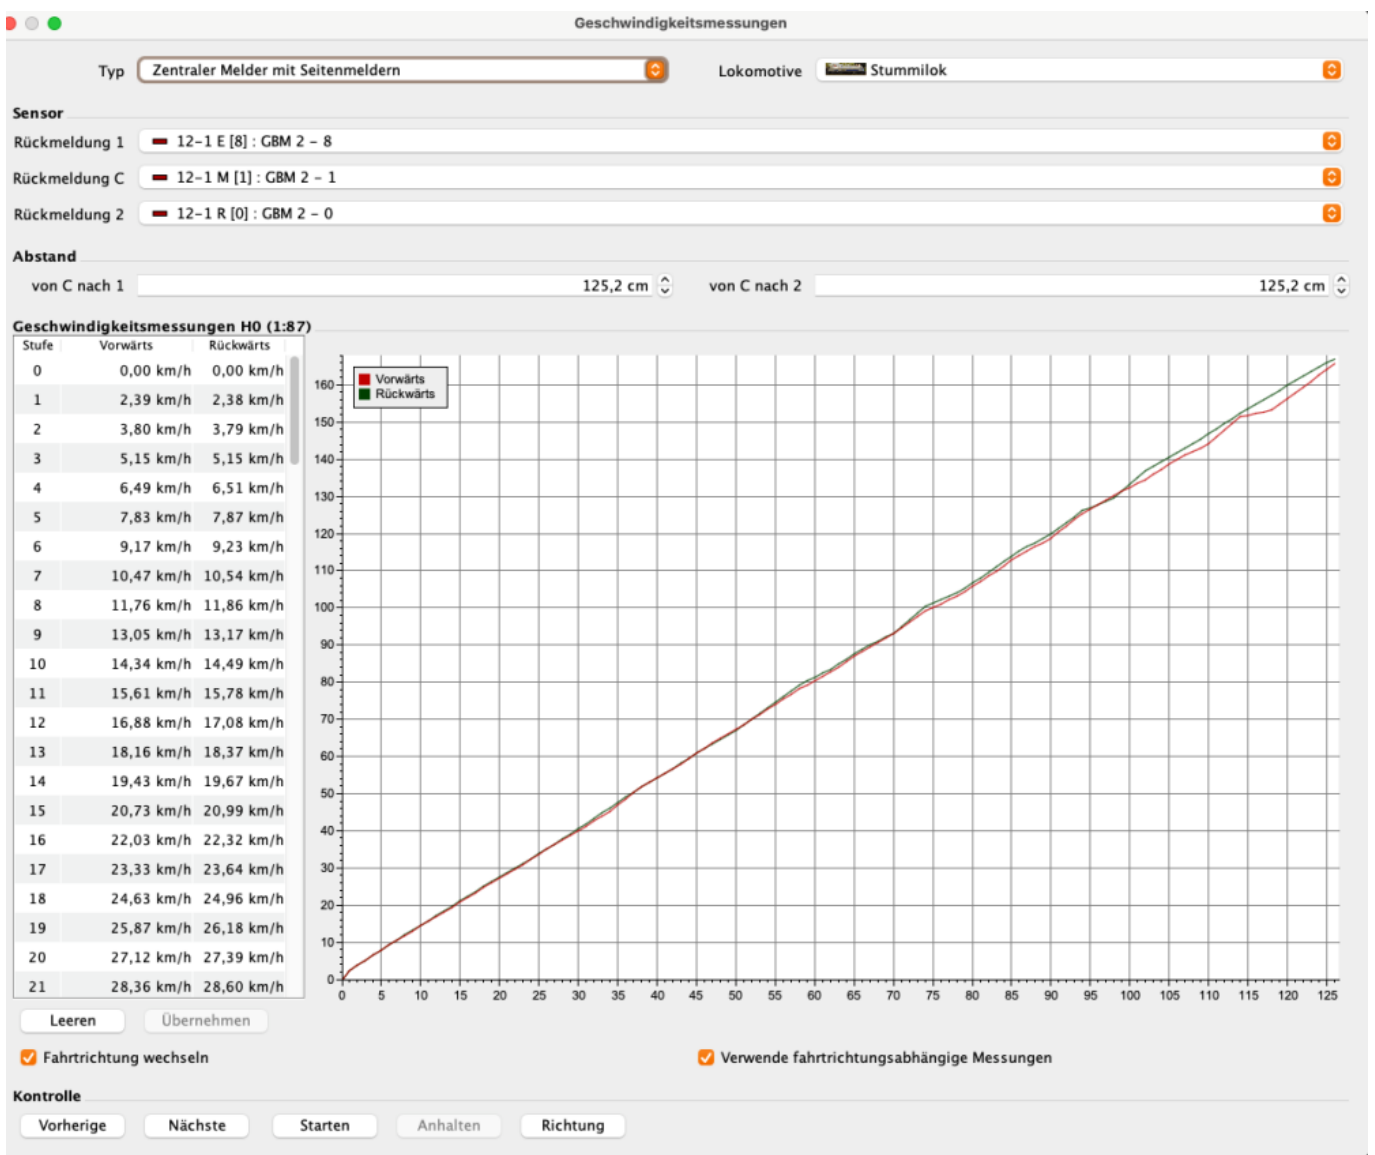 Geschwindigkeitsmessungen
Typ Zentraler Melder mit Seitenmeldern Lokomotive Stummilok
Sensor
Rückmeldung 1 12-1 E [8] : GBM 2 - 8
Rückmeldung C 12-1 M [1] : GBM 2 - 1
Rückmeldung 2 12-1 R [0] : GBM 2 - 0
Abstand
von C nach 1 125,2 cm von C nach 2 125,2 cm
Geschwindigkeitsmessungen H0 (1:87)
Stufe Vorwärts Rückwärts
0 0,00 km/h 0,00 km/h
1 2,39 km/h 2,38 km/h
2 3,80 km/h 3,79 km/h
3 5,15 km/h 5,15 km/h
4 6,49 km/h 6,51 km/h
5 7,83 km/h 7,87 km/h
6 9,17 km/h 9,23 km/h
7 10,47 km/h 10,54 km/h
8 11,76 km/h 11,86 km/h
9 13,05 km/h 13,17 km/h
10 14,34 km/h 14,49 km/h
11 15,61 km/h 15,78 km/h
12 16,88 km/h 17,08 km/h
13 18,16 km/h 18,37 km/h
14 19,43 km/h 19,67 km/h
15 20,73 km/h 20,99 km/h
16 22,03 km/h 22,32 km/h
17 23,33 km/h 23,64 km/h
18 24,63 km/h 24,96 km/h
19 25,87 km/h 26,18 km/h
20 27,12 km/h 27,39 km/h
21 28,36 km/h 28,60 km/h
Vorwärts
Rückwärts
160
150
140
130
120
110
100
90
80
70
60
50
40
30
20
10
0
0 5 10 15 20 25 30 35 40 45 50 55 60 65 70 75 80 85 90 95 100 105 110 115 120 125
Leeren Übernehmen
Fahrtrichtung wechseln Verwende fahrtrichtungsabhängige Messungen
Kontrolle
Vorherige Nächste Starten Anhalten Richtung